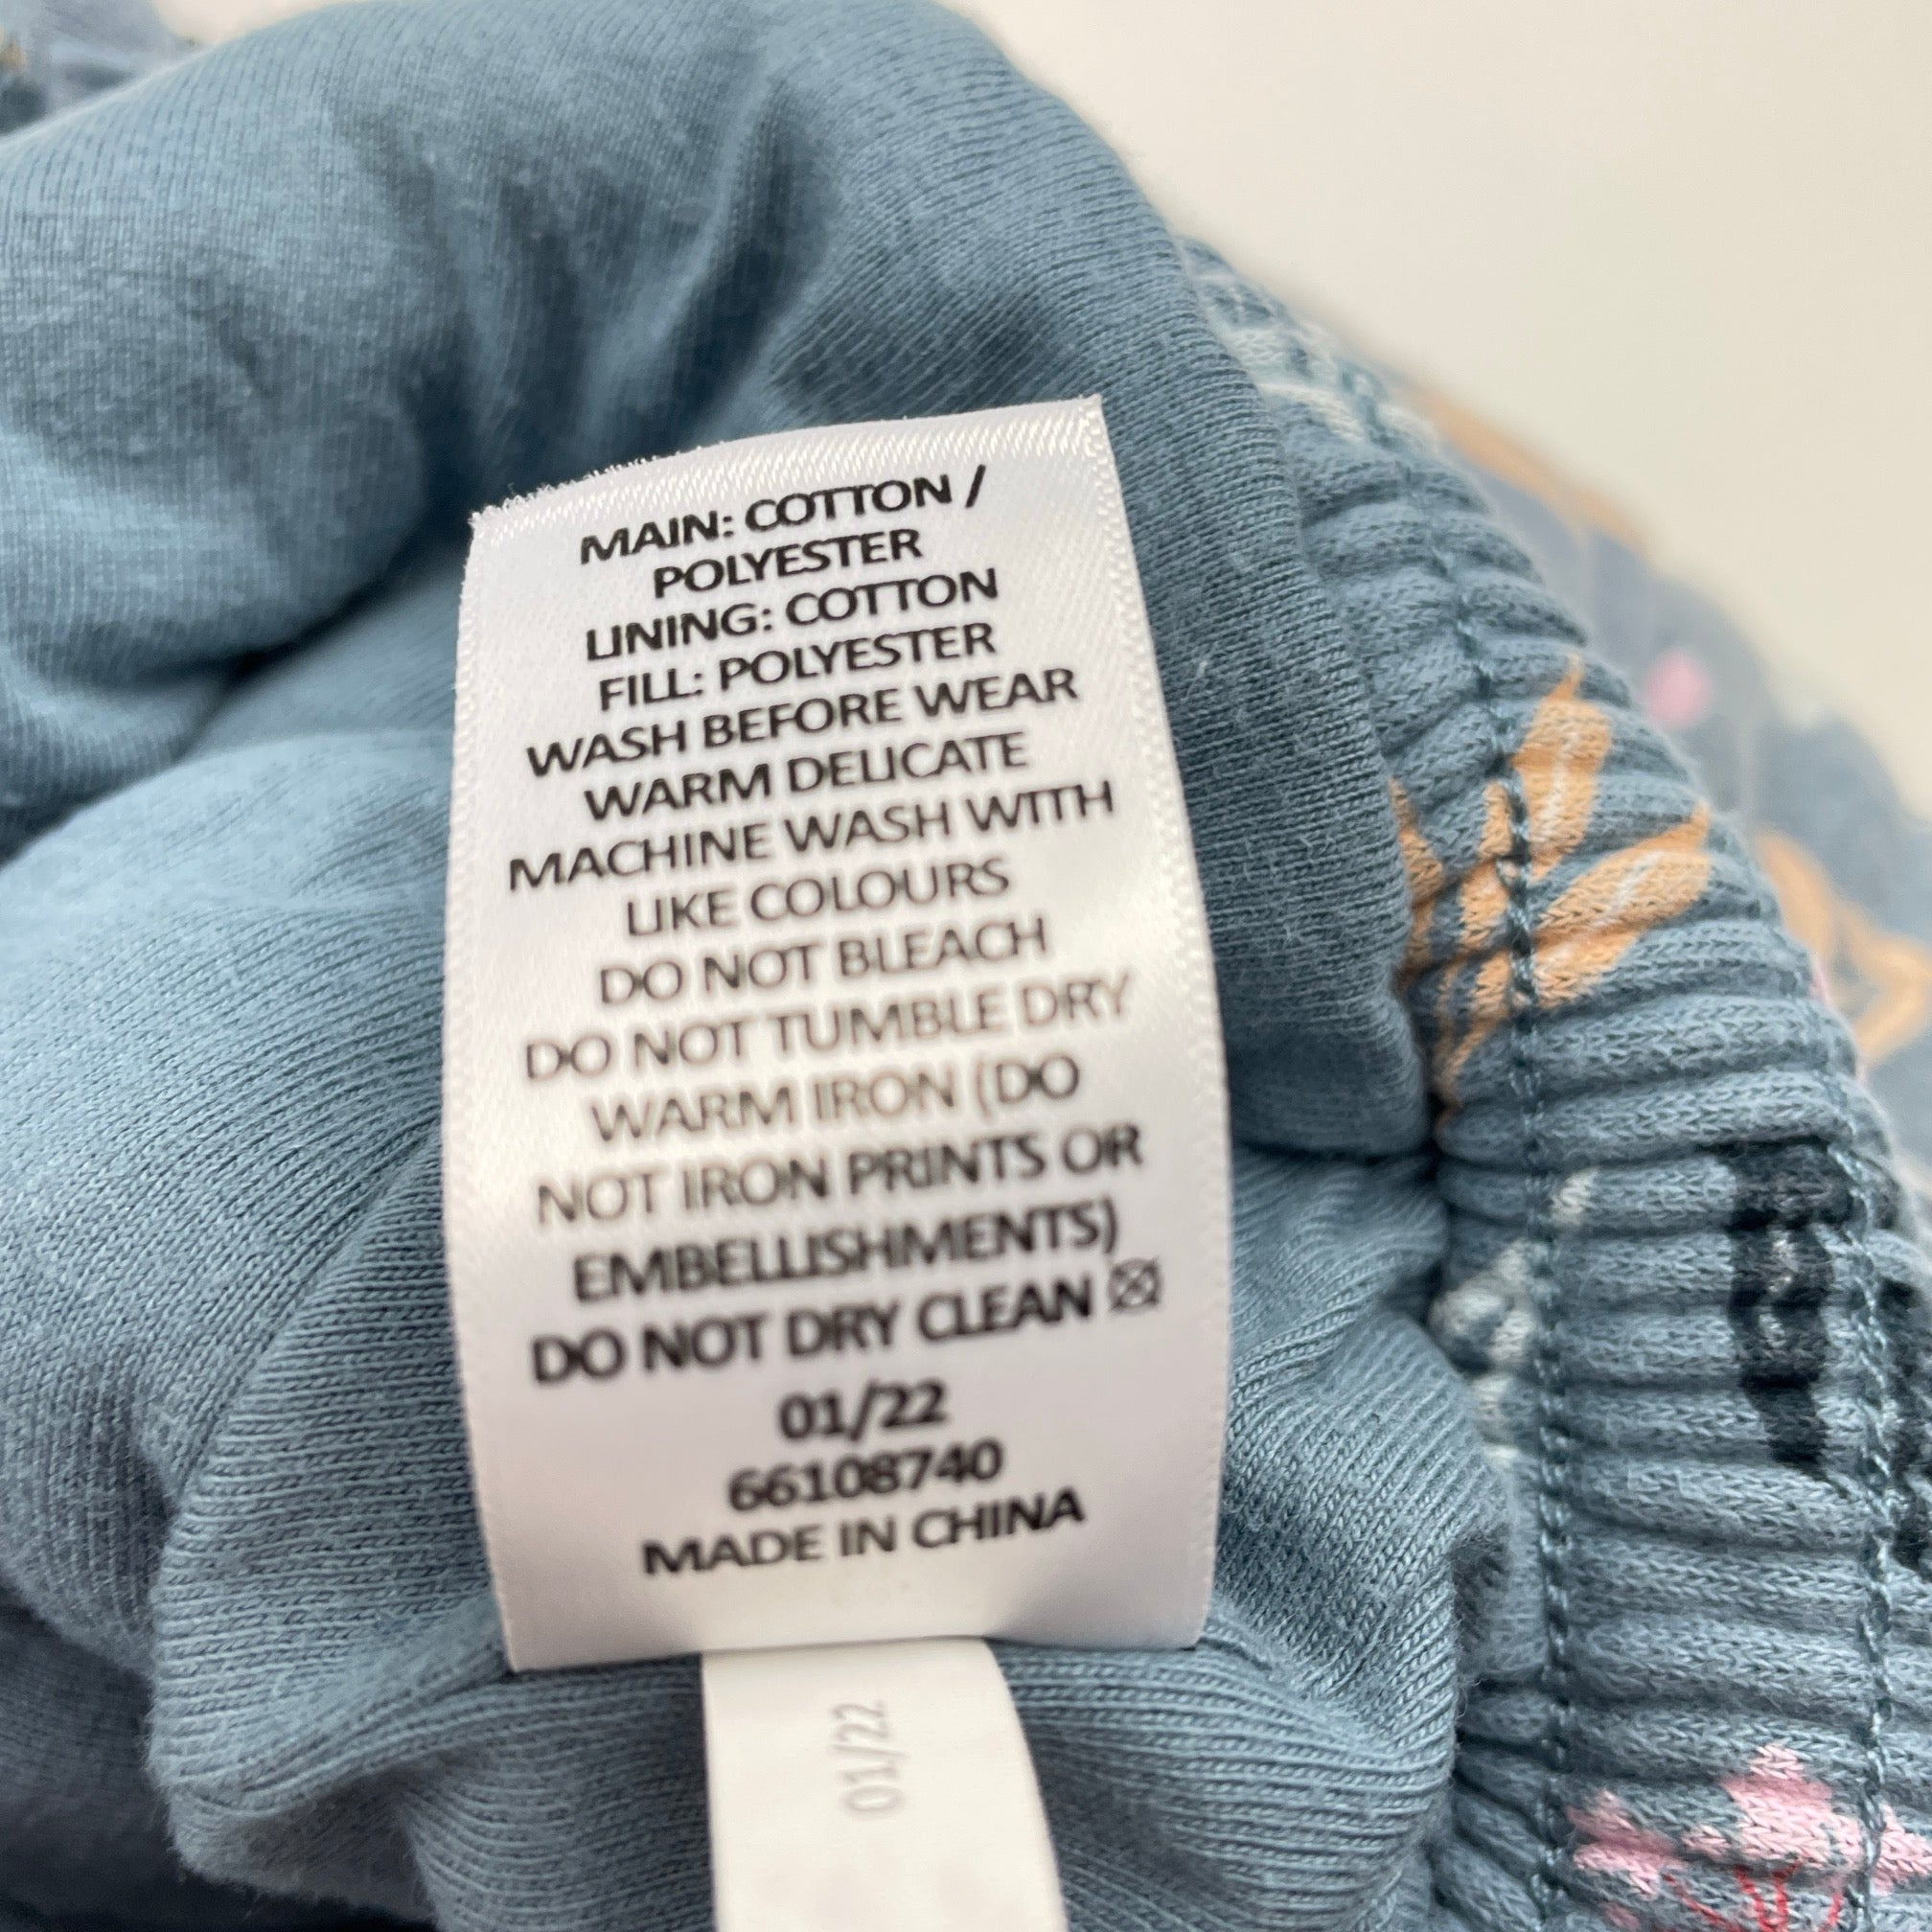 MAIN: COTTON /
POLYESTER
LINING: COTTON
FILL: POLYESTER
WASH BEFORE WEAR
WARM DELICATE
MACHINE WASH WITH
LIKE COLOURS
DO NOT BLEACH
DO NOT TUMBLE DRY
WARM IRON (DO
NOT IRON PRINTS OR
EMBELLISHMENTS)
DO NOT DRY CLEAN
01/22
66108740
MADE IN CHINA
01/22